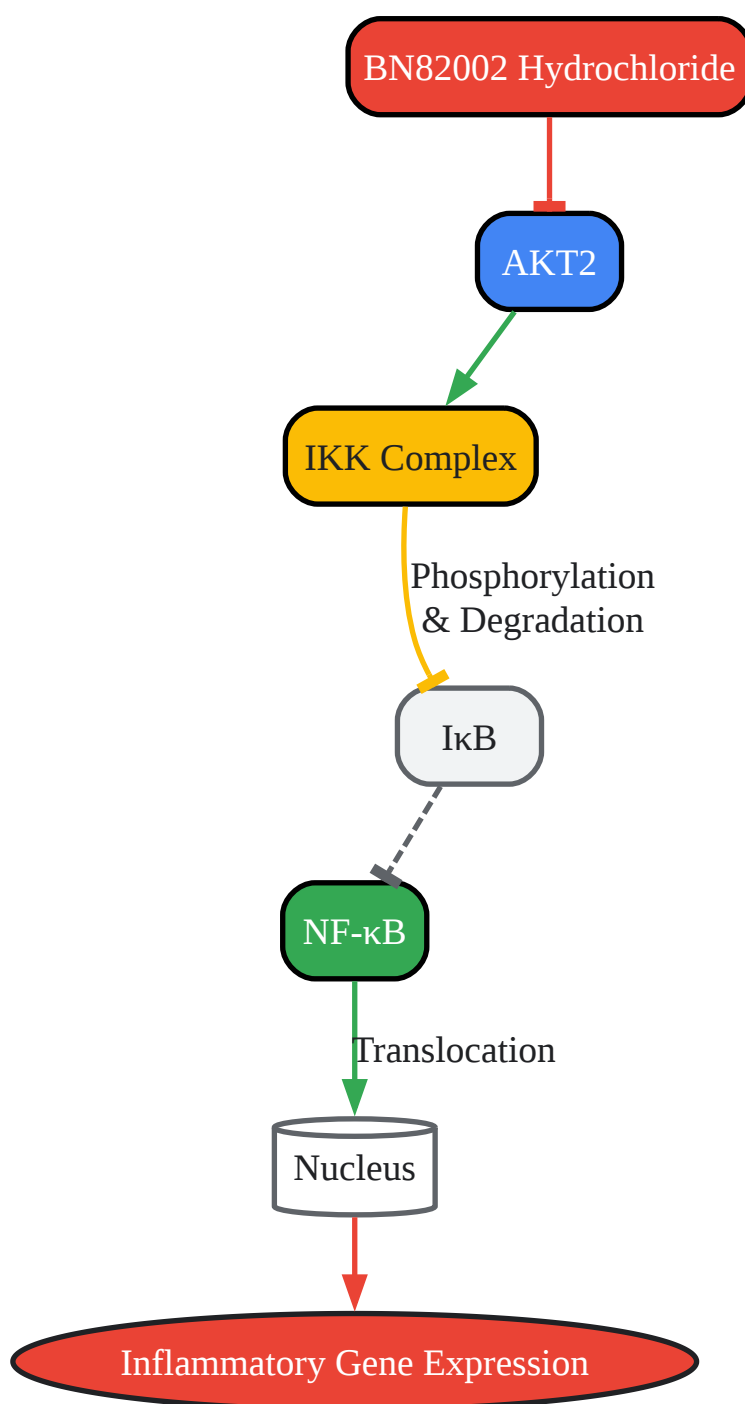 BN82002 Hydrochloride
AKT2
IKK Complex
Phosphorylation
& Degradation
IκB
NF-κB
Translocation
Nucleus
Inflammatory Gene Expression